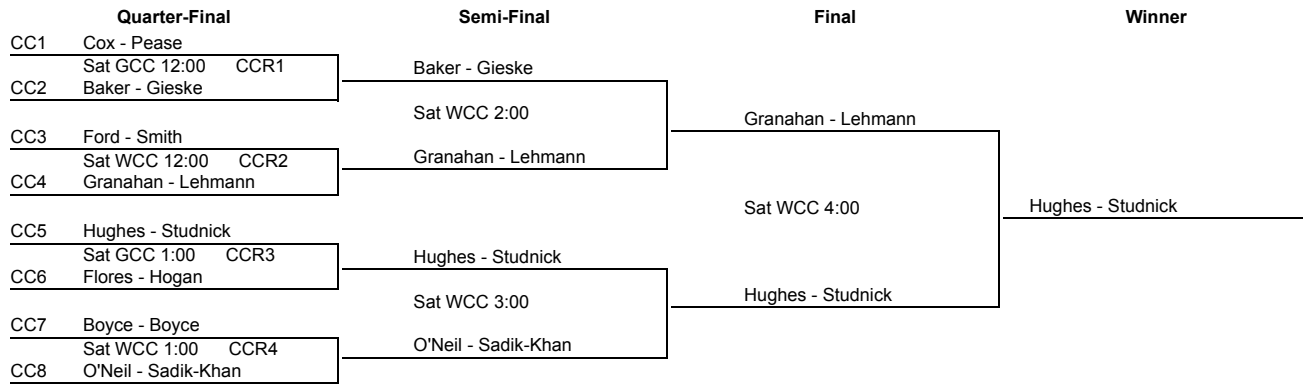 Quarter-Final Semi-Final Final Winner
CC1 Cox - Pease
Sat GCC 12:00 CCR1
CC2 Baker - Gieske
Baker - Gieske
Sat WCC 2:00
CC3 Ford - Smith
Sat WCC 12:00 CCR2
CC4 Granahan - Lehmann
Granahan - Lehmann
Granahan - Lehmann
Sat WCC 4:00
Hughes - Studnick
CC5 Hughes - Studnick
Sat GCC 1:00 CCR3
CC6 Flores - Hogan
Hughes - Studnick
Sat WCC 3:00
Hughes - Studnick
CC7 Boyce - Boyce
Sat WCC 1:00 CCR4
CC8 O'Neil - Sadik-Khan
O'Neil - Sadik-Khan